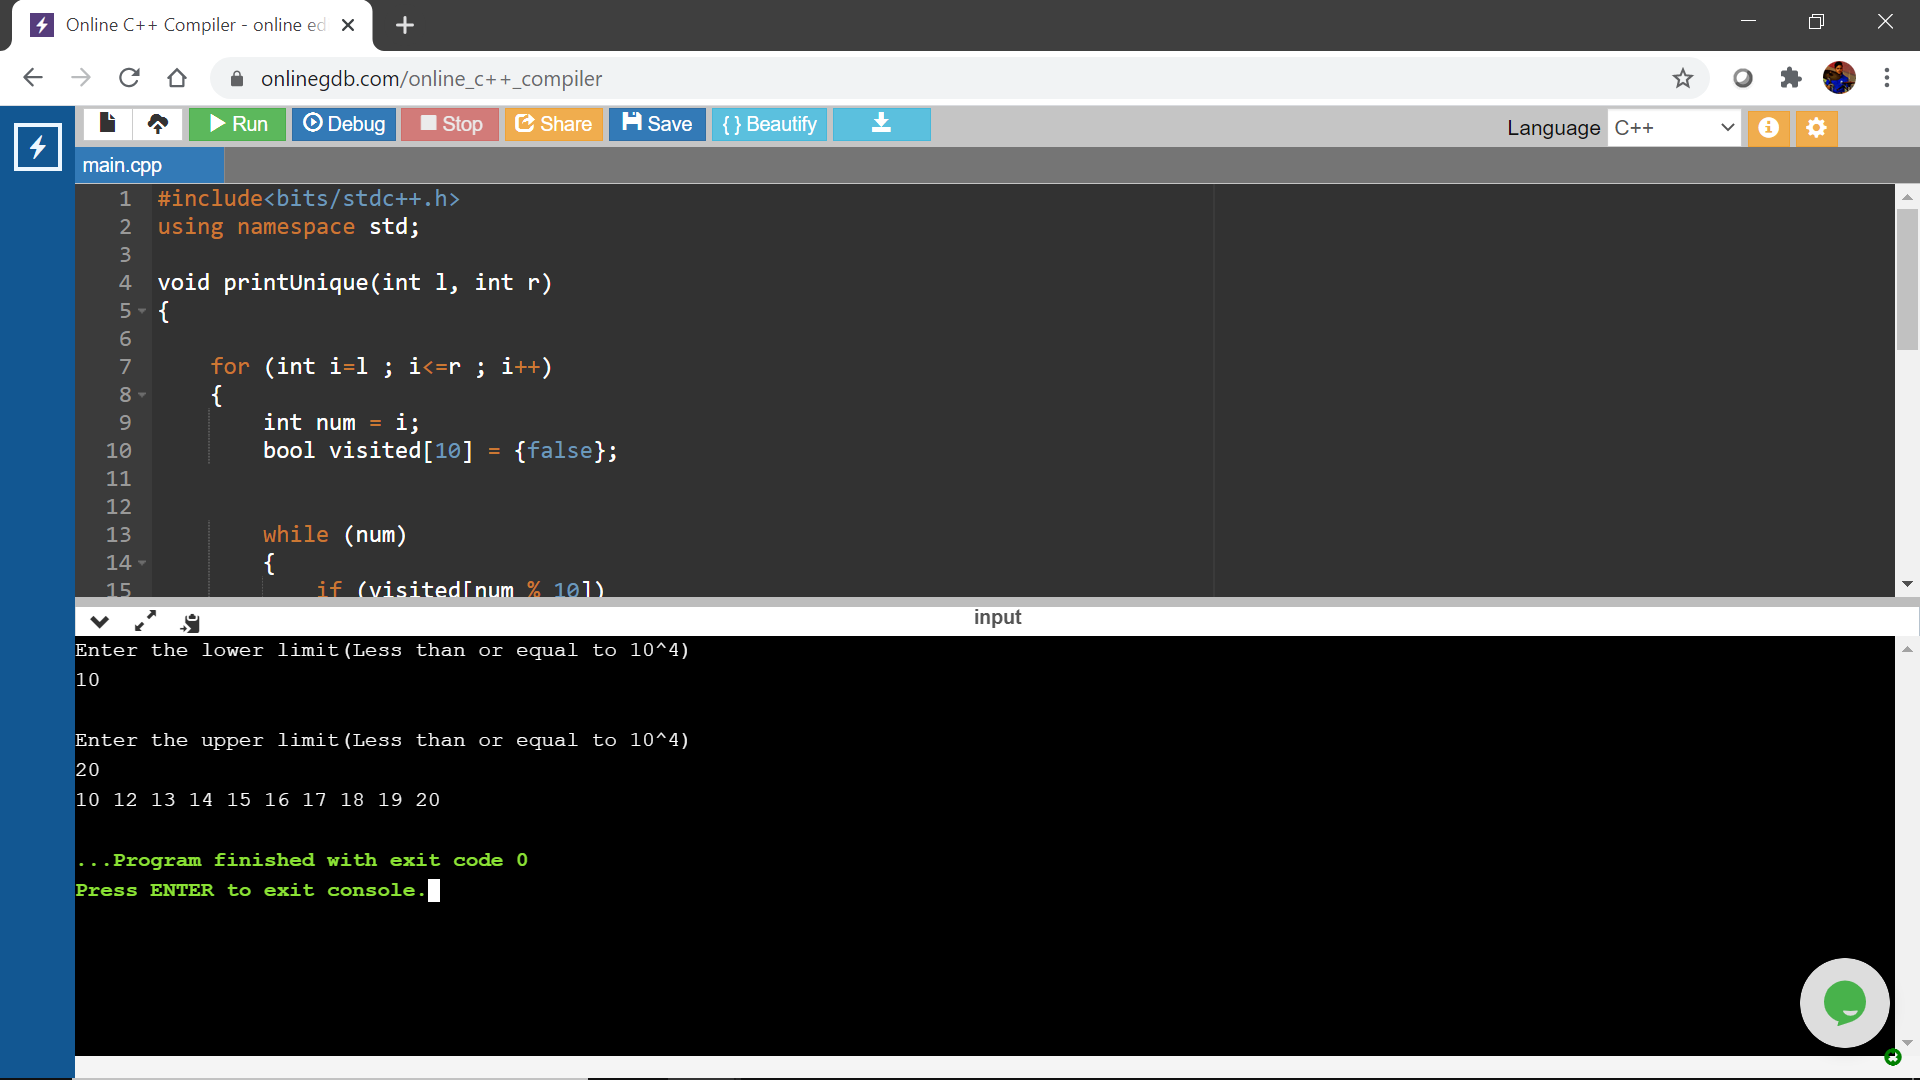 Online C++ Compiler - online ed
onlinegdb.com/online_c++_compiler
Run Debug Stop Share Save { } Beautify Language C++
main.cpp
1 #include<bits/stdc++.h>
2 using namespace std;
3
4 void printUnique(int l, int r)
5 {
6
7 for (int i=l ; i<=r ; i++)
8 {
9 int num = i;
10 bool visited[10] = {false};
11
12
13 while (num)
14 {
15 if (visited[num % 10])
input
Enter the lower limit(Less than or equal to 10^4)
10
Enter the upper limit(Less than or equal to 10^4)
20
10 12 13 14 15 16 17 18 19 20
...Program finished with exit code 0
Press ENTER to exit console.